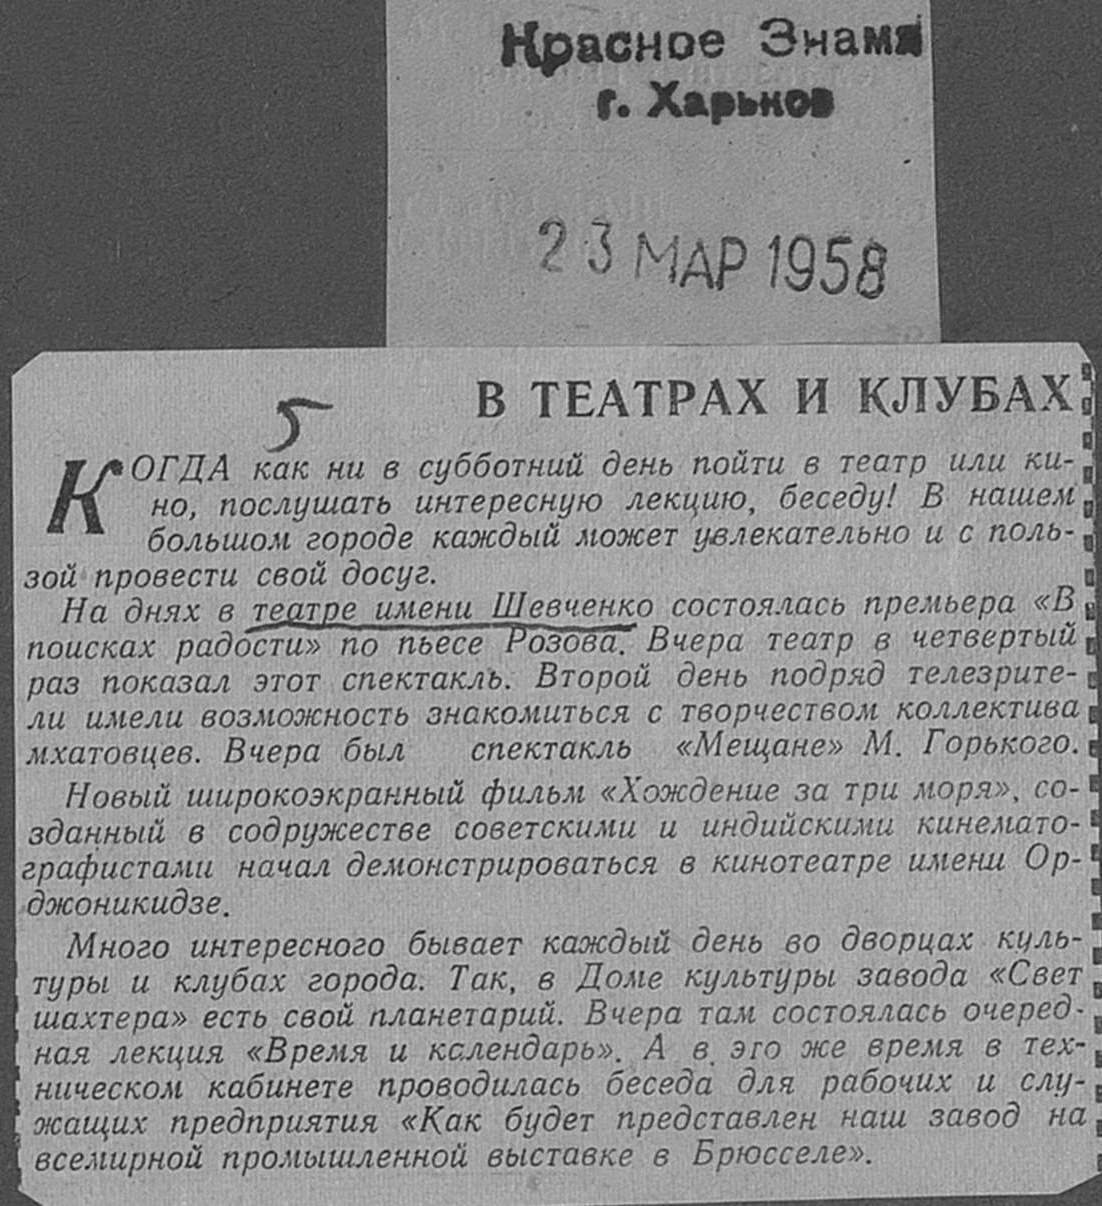 Красное Знамя
г. Харьков
23 МАР 1958
5
В ТЕАТРАХ И КЛУБАХ
КОГДА как ни в субботний день пойти в театр или ки-
но, послушать интересную лекцию, беседу! В нашем
большом городе каждый может увлекательно и с поль-
зой провести свой досуг.
На днях в театре имени Шевченко состоялась премьера «В
поисках радости» по пьесе Розова. Вчера театр в четвертый
раз показал этот спектакль. Второй день подряд телезрите-
ли имели возможность знакомиться с творчеством коллектива
мхатовцев. Вчера был спектакль «Мещане» М. Горького.
Новый широкоэкранный фильм «Хождение за три моря», со-
зданный в содружестве советскими и индийскими кинемато-
графистами начал демонстрироваться в кинотеатре имени Ор-
джоникидзе.
Много интересного бывает каждый день во дворцах куль-
туры и клубах города. Так, в Доме культуры завода «Свет
шахтера» есть свой планетарий. Вчера там состоялась очеред-
ная лекция «Время и календарь». А в это же время в тех-
ническом кабинете проводилась беседа для рабочих и слу-
жащих предприятия «Как будет представлен наш завод на
всемирной промышленной выставке в Брюсселе».